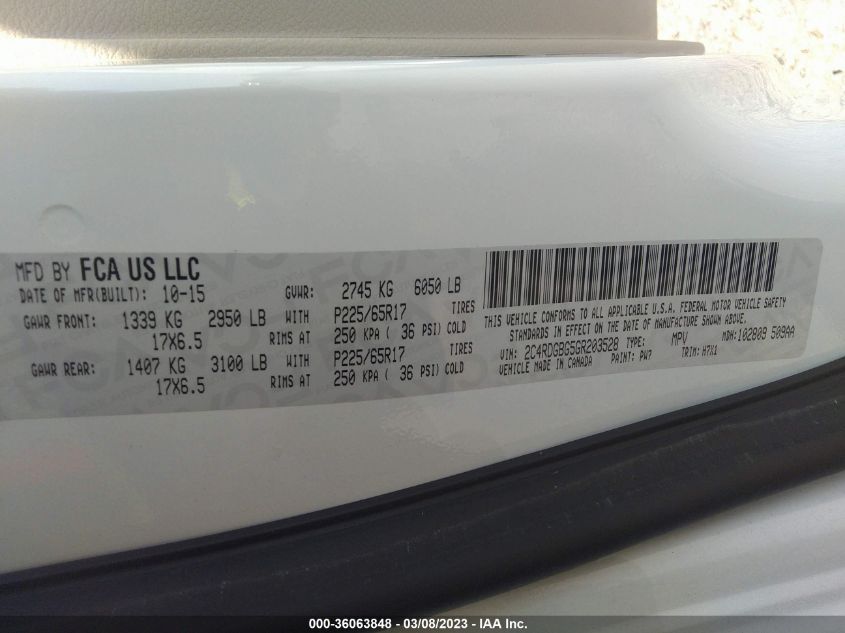 MFD BY FCA US LLC
DATE OF MFR(BUILT): 10-15 GVWR: 2745 KG 6050 LB
GAWR FRONT: 1339 KG 2950 LB WITH P225/65R17 TIRES
17X6.5 RIMS AT 250 KPA ( 36 PSI) COLD
GAWR REAR: 1407 KG 3100 LB WITH P225/65R17 TIRES
17X6.5 RIMS AT 250 KPA ( 36 PSI) COLD
THIS VEHICLE CONFORMS TO ALL APPLICABLE U.S.A. FEDERAL MOTOR VEHICLE SAFETY
STANDARDS IN EFFECT ON THE DATE OF MANUFACTURE SHOWN ABOVE.
VIN: 2C4RDGBG5GR203528 TYPE: MPV MDH: 102809 509AA
VEHICLE MADE IN CANADA PAINT: PW7 TRIM: H7X1
000-36063848 — 03/08/2023 — IAA Inc.